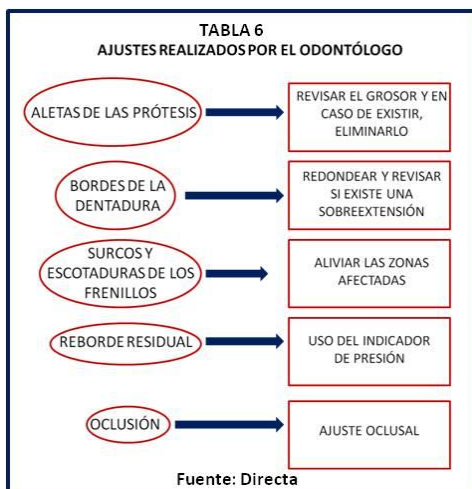 TABLA 6
AJUSTES REALIZADOS POR EL ODONTÓLOGO
ALETAS DE LAS PRÓTESIS
REVISAR EL GROSOR Y EN
CASO DE EXISTIR,
ELIMINARLO
BORDES DE LA
DENTADURA
REDONDEAR Y REVISAR
SI EXISTE UNA
SOBREEXTENSIÓN
SURCOS Y
ESCOTADURAS DE LOS
FRENILLOS
ALIVIAR LAS ZONAS
AFECTADAS
REBORDE RESIDUAL
USO DEL INDICADOR
DE PRESIÓN
OCLUSIÓN
AJUSTE OCLUSAL
Fuente: Directa